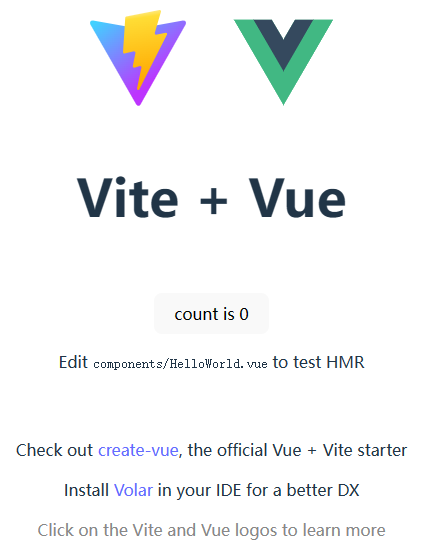 Vite + Vue
count is 0
Edit components/HelloWorld.vue to test HMR
Check out create-vue, the official Vue + Vite starter
Install Volar in your IDE for a better DX
Click on the Vite and Vue logos to learn more